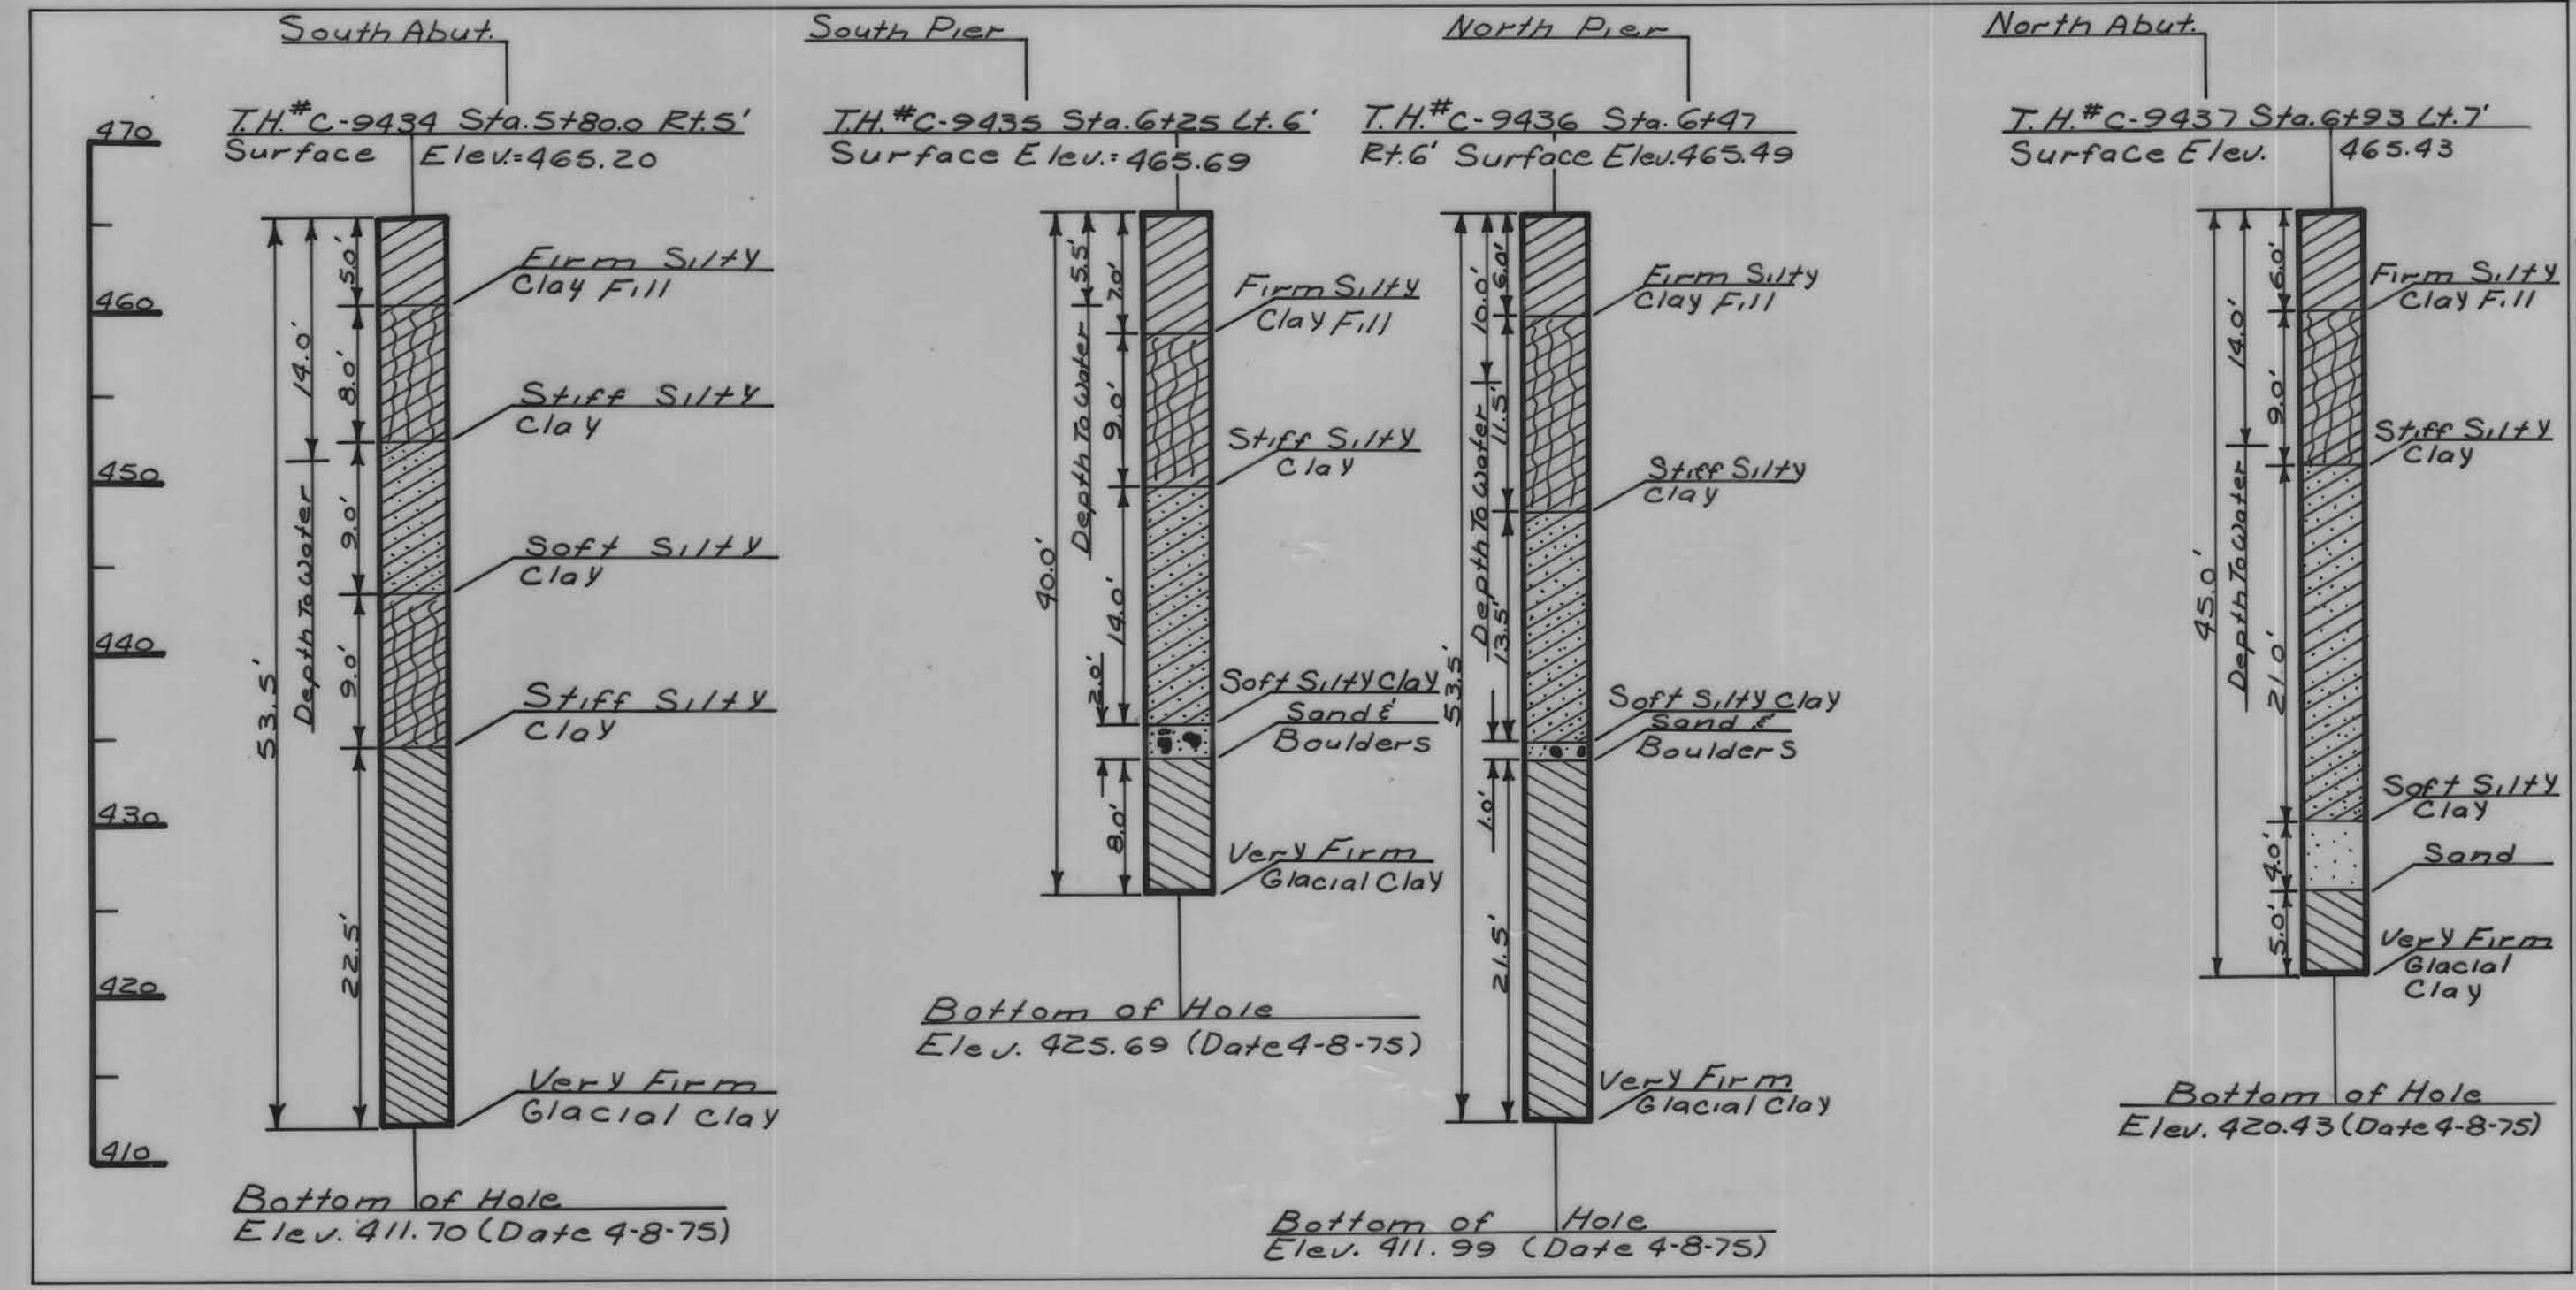 South Abut.
T.H.#C-9434 Sta.5+80.0 Rt.5'
Surface Elev.=465.20
South Pier
T.H.#C-9435 Sta.6+25 Lt.6'
Surface Elev.:465.69
North Pier
T.H.#C-9436 Sta.6+47
Rt.6' Surface Elev.465.49
North Abut.
T.H.#C-9437 Sta.6+93 Lt.7'
Surface Elev. 465.43
470
460
450
440
430
420
410
53.5'
14.0'
Depth To Water
5.0'
8.0'
9.0'
9.0'
22.5'
Firm Silty
Clay Fill
Stiff Silty
Clay
Soft Silty
Clay
Stiff Silty
Clay
Very Firm
Glacial Clay
Bottom of Hole
Elev. 411.70 (Date 4-8-75)
40.0'
5.5'
Depth To Water
7.0'
9.0'
14.0'
2.0'
8.0'
Firm Silty
Clay Fill
Stiff Silty
Clay
Soft Silty Clay
Sand &
Boulders
Very Firm
Glacial Clay
Bottom of Hole
Elev. 425.69 (Date 4-8-75)
53.5'
10.0'
Depth To Water
6.0'
11.5'
13.5'
1.0'
21.5'
Firm Silty
Clay Fill
Stiff Silty
Clay
Soft Silty Clay
Sand &
Boulders
Very Firm
Glacial Clay
Bottom of Hole
Elev. 411.99 (Date 4-8-75)
45.0'
14.0'
Depth To Water
6.0'
9.0'
21.0'
4.0'
5.0'
Firm Silty
Clay Fill
Stiff Silty
Clay
Soft Silty
Clay
Sand
Very Firm
Glacial
Clay
Bottom of Hole
Elev. 420.43 (Date 4-8-75)